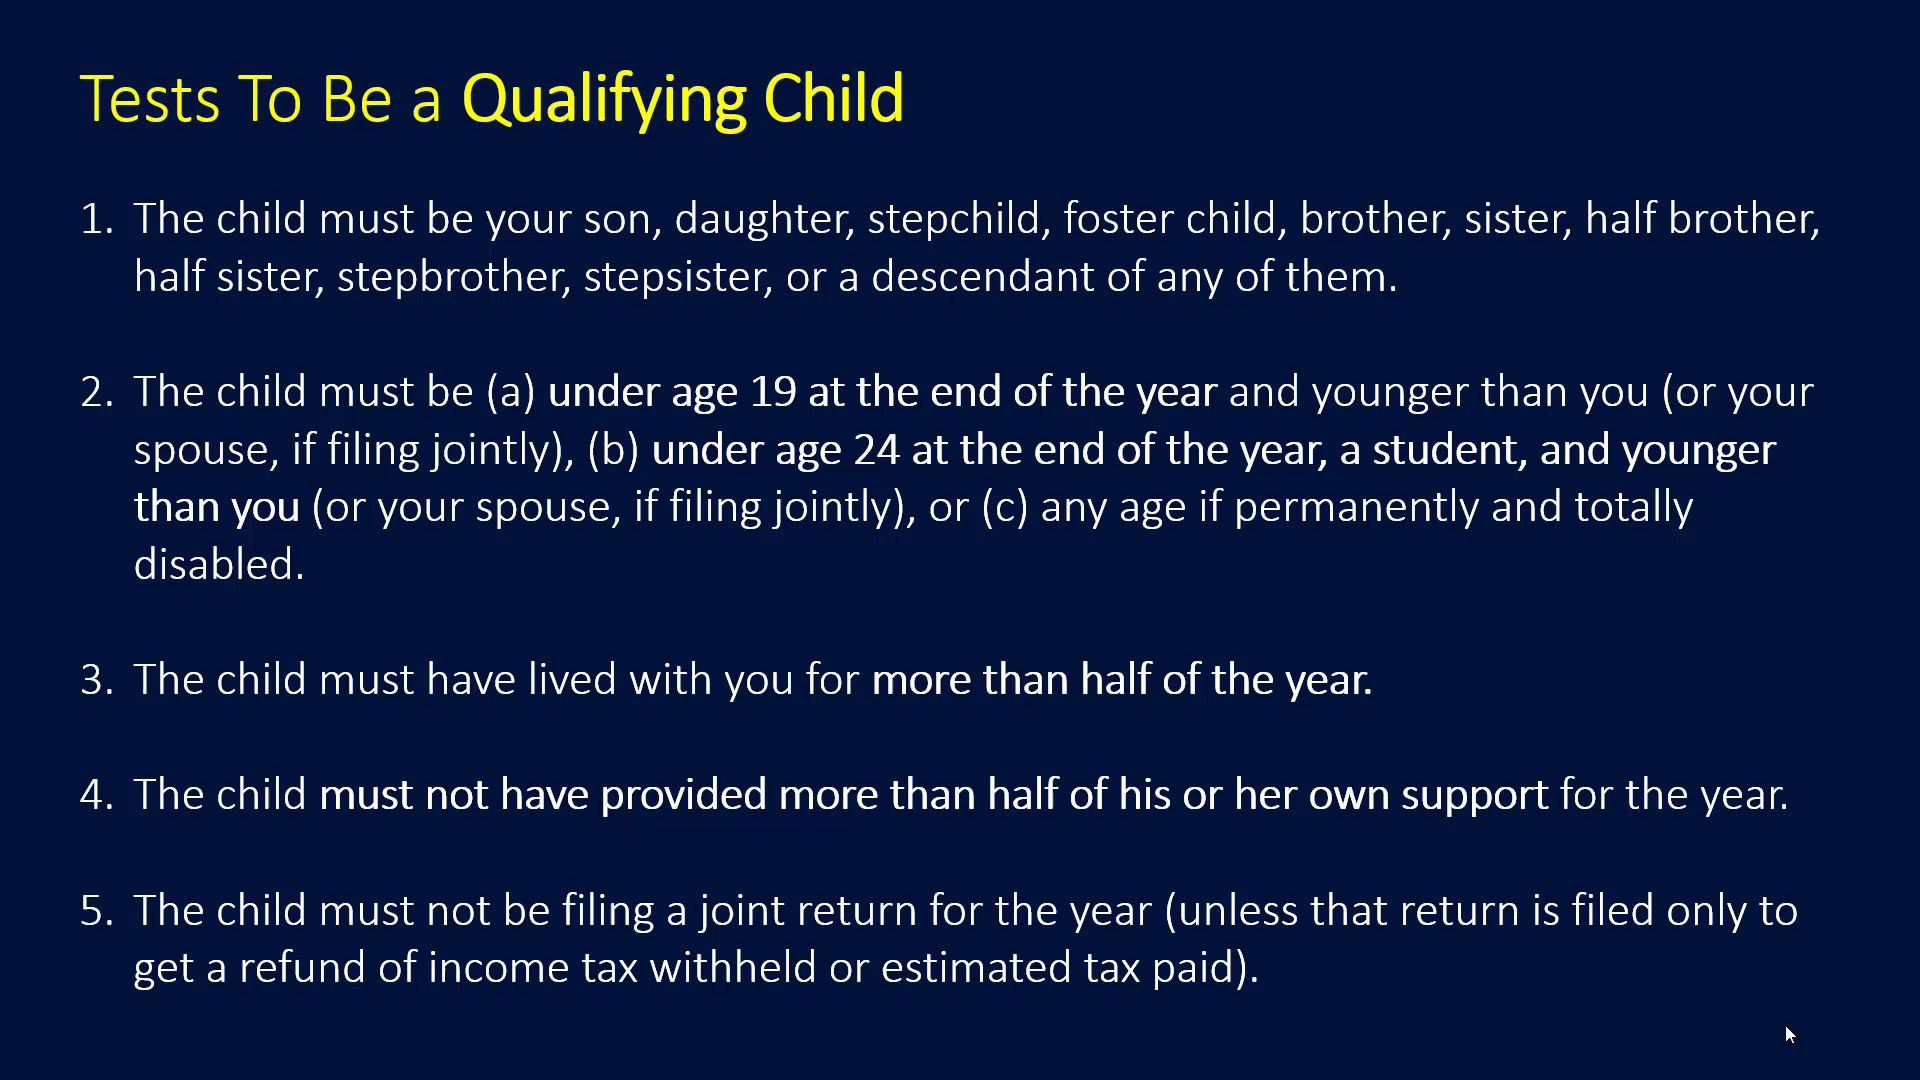 Tests To Be a Qualifying Child
1. The child must be your son, daughter, stepchild, foster child, brother, sister, half brother,
half sister, stepbrother, stepsister, or a descendant of any of them.
2. The child must be (a) under age 19 at the end of the year and younger than you (or your
spouse, if filing jointly), (b) under age 24 at the end of the year, a student, and younger
than you (or your spouse, if filing jointly), or (c) any age if permanently and totally
disabled.
3. The child must have lived with you for more than half of the year.
4. The child must not have provided more than half of his or her own support for the year.
5. The child must not be filing a joint return for the year (unless that return is filed only to
get a refund of income tax withheld or estimated tax paid).